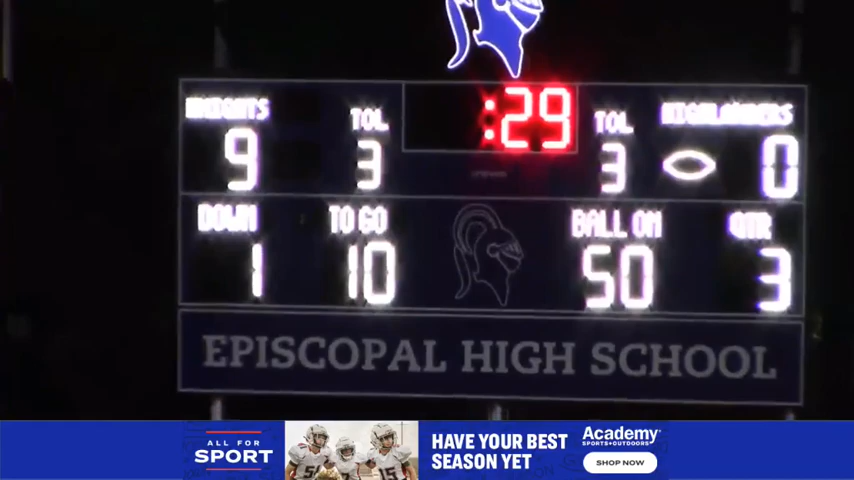 KNIGHTS TOL :29 TOL HIGHLANDERS
9 3 3 0
DOWN TO GO BALL ON QTR
1 10 50 3
EPISCOPAL HIGH SCHOOL
ALL FOR
SPORT
HAVE YOUR BEST
SEASON YET
Academy
SPORTS+OUTDOORS
SHOP NOW